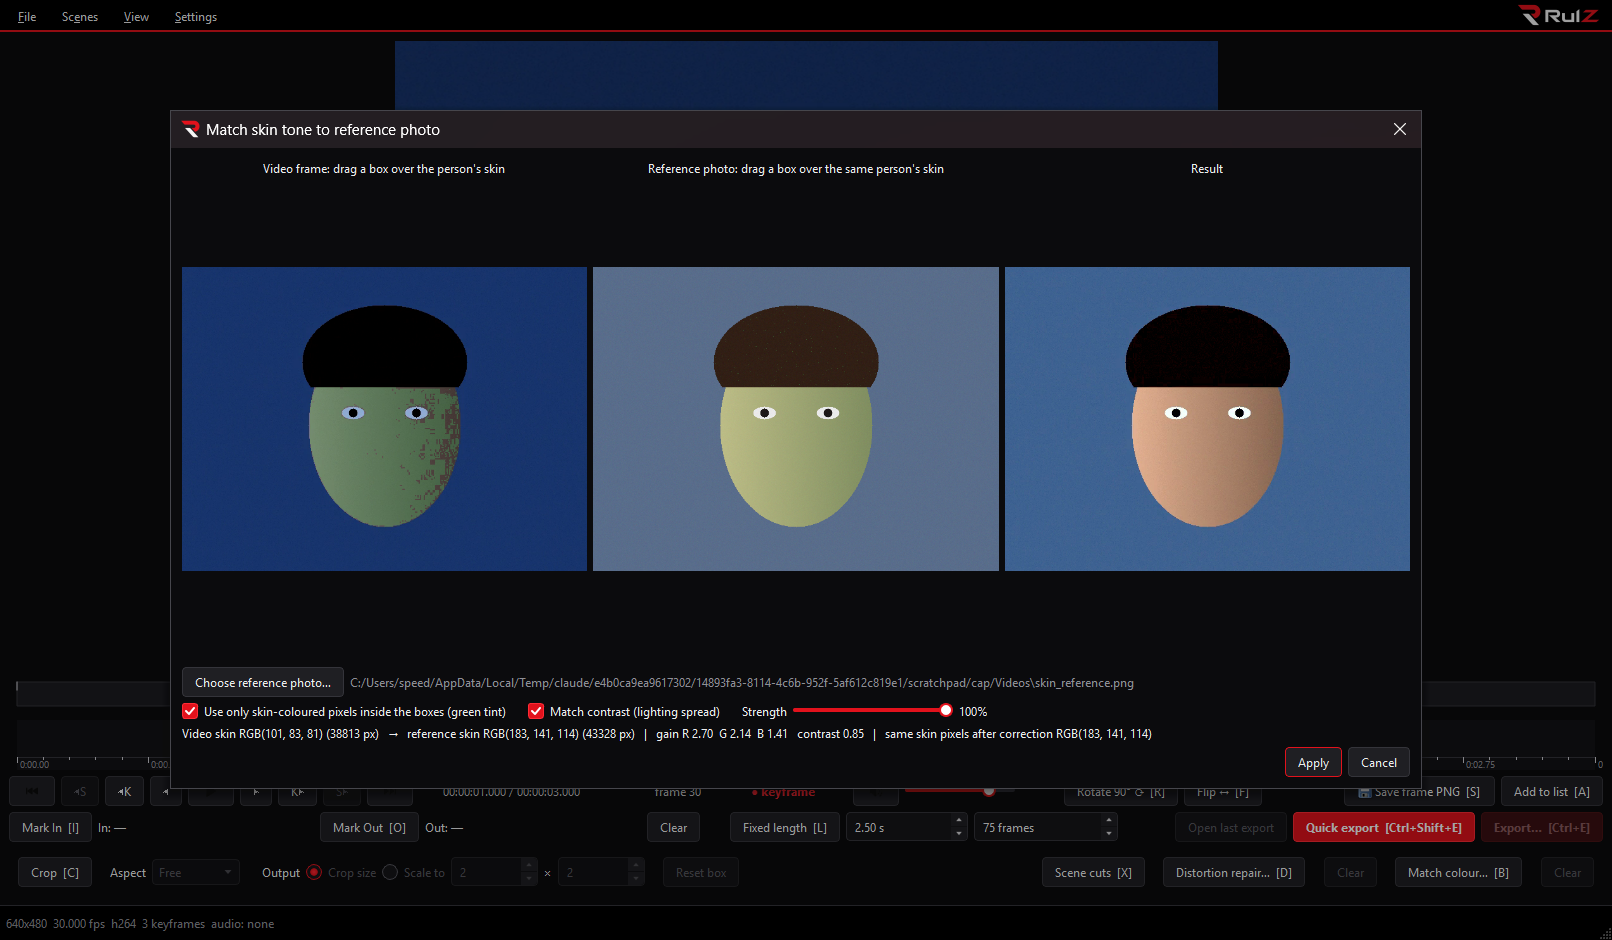 File Scenes View Settings
RulZ
Match skin tone to reference photo
Video frame: drag a box over the person's skin
Reference photo: drag a box over the same person's skin
Result
Choose reference photo... C:/Users/speed/AppData/Local/Temp/claude/e4b0ca9ea9617302/14893fa3-8114-4c6b-952f-5af612c819e1/scratchpad/cap/Videos\skin_reference.png
Use only skin-coloured pixels inside the boxes (green tint) Match contrast (lighting spread) Strength 100%
Video skin RGB(101, 83, 81) (38813 px) → reference skin RGB(183, 141, 114) (43328 px) | gain R 2.70 G 2.14 B 1.41 contrast 0.85 | same skin pixels after correction RGB(183, 141, 114)
Apply Cancel
0:00.00 0:00. 0:02.75 0
S K K S 00:00:01.000 / 00:00:03.000 frame 30 • keyframe Rotate 90° ⟳ [R] Flip ↔ [F] Save frame PNG [S] Add to list [A]
Mark In [I] In: — Mark Out [O] Out: — Clear Fixed length [L] 2.50 s 75 frames Open last export Quick export [Ctrl+Shift+E] Export... [Ctrl+E]
Crop [C] Aspect Free Output Crop size Scale to 2 × 2 Reset box Scene cuts [X] Distortion repair... [D] Clear Match colour... [B] Clear
640x480 30.000 fps h264 3 keyframes audio: none